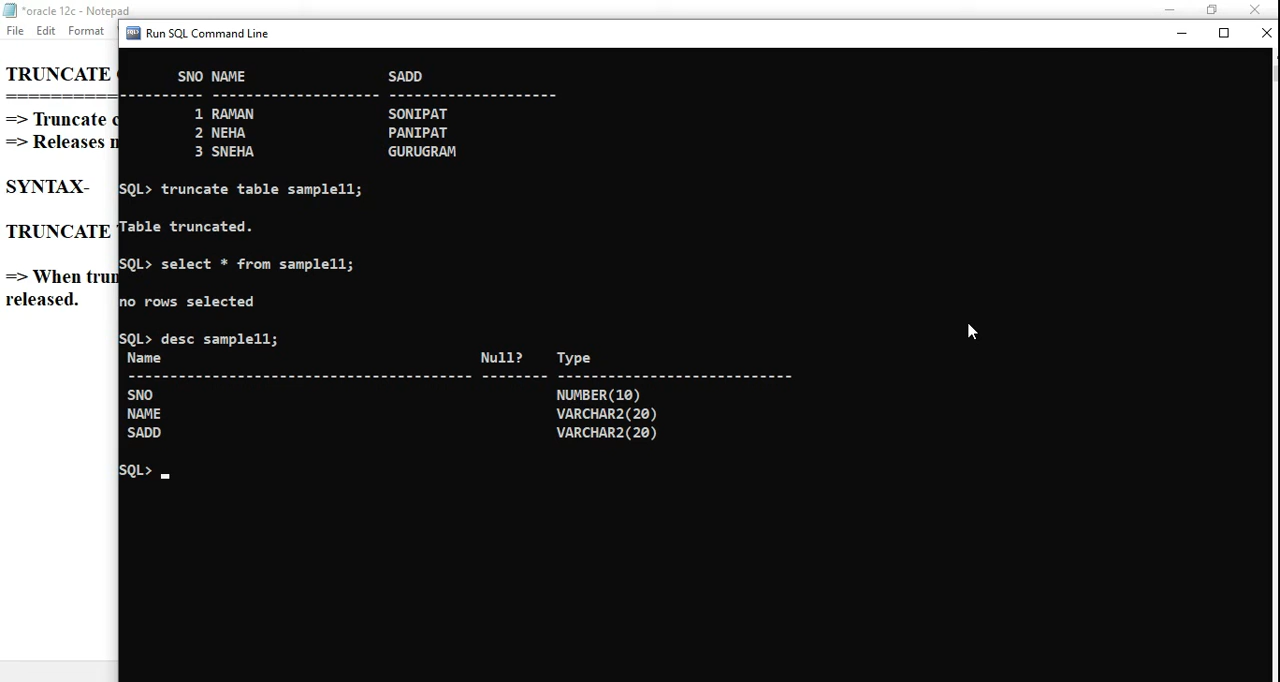 *oracle 12c - Notepad
File Edit Format
Run SQL Command Line
TRUNCATE
==========
=> Truncate
=> Releases
SYNTAX-
TRUNCATE
=> When
released.
SNO NAME SADD
---------- -------------------- --------------------
1 RAMAN SONIPAT
2 NEHA PANIPAT
3 SNEHA GURUGRAM
SQL> truncate table sample11;
Table truncated.
SQL> select * from sample11;
no rows selected
SQL> desc sample11;
Name Null? Type
----------------------------------------- -------- ----------------------------
SNO NUMBER(10)
NAME VARCHAR2(20)
SADD VARCHAR2(20)
SQL> _